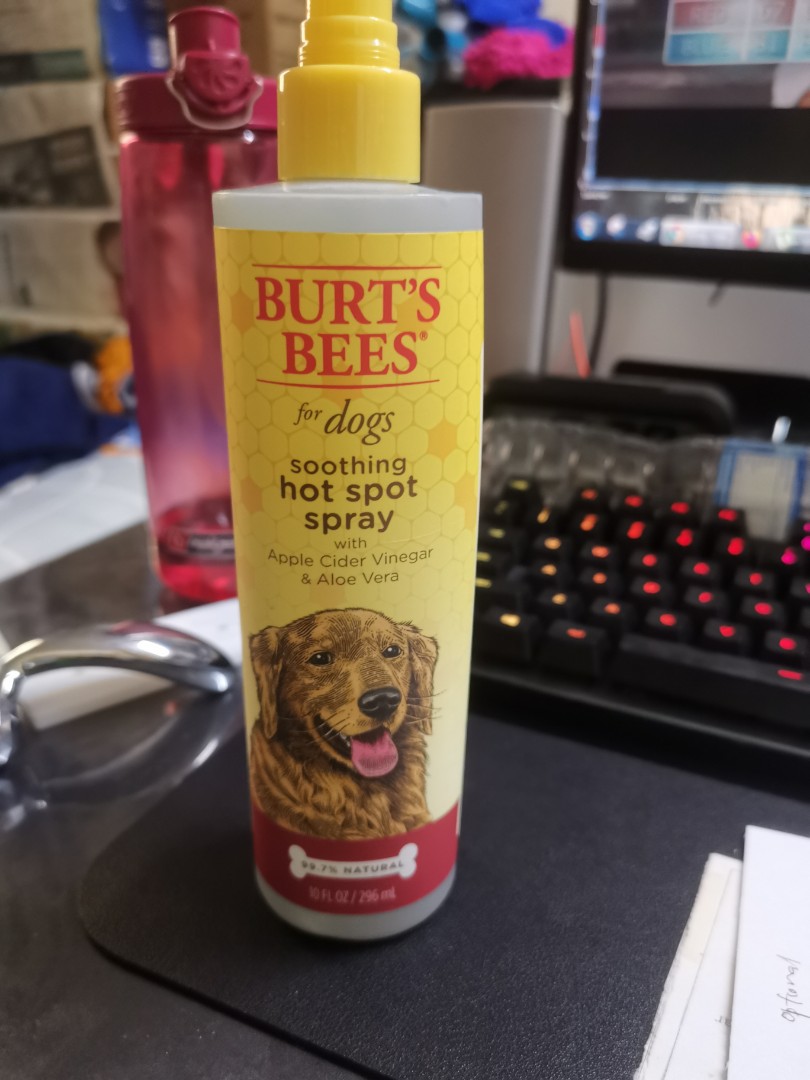 BURT'S
BEES®
for dogs
soothing
hot spot
spray
with
Apple Cider Vinegar
& Aloe Vera
99.7% NATURAL
10 FL OZ / 296 mL
optional